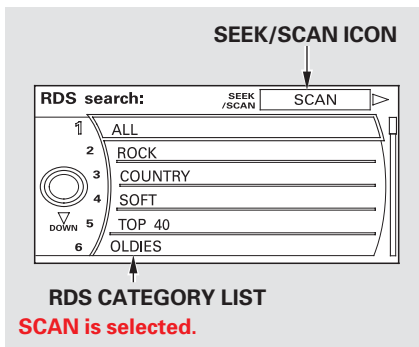 SEEK/SCAN ICON
RDS search:
SEEK
/SCAN
SCAN
1 ALL
2 ROCK
3 COUNTRY
4 SOFT
DOWN
5 TOP 40
6 OLDIES
RDS CATEGORY LIST
SCAN is selected.